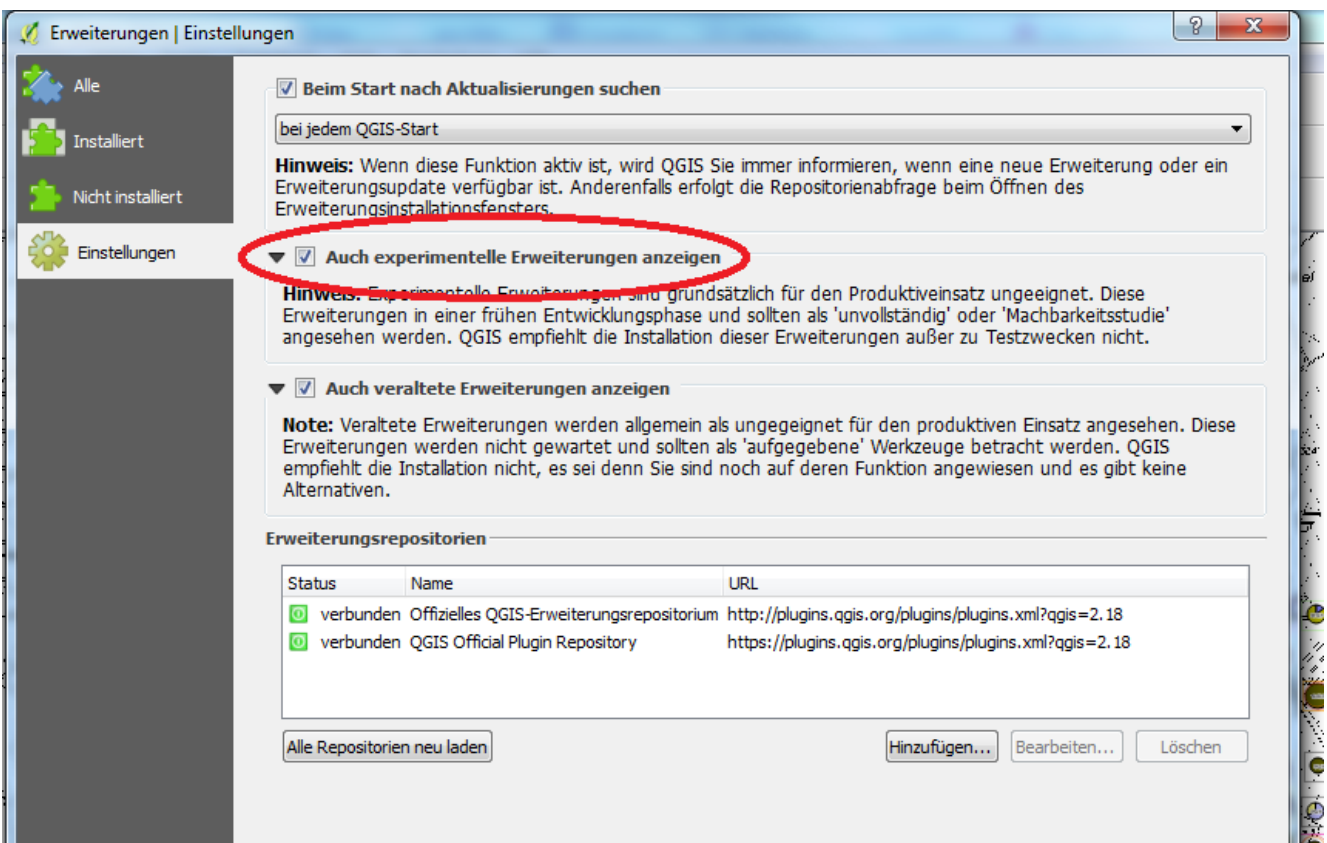 Erweiterungen | Einstellungen
Alle
Installiert
Nicht installiert
Einstellungen
Beim Start nach Aktualisierungen suchen
bei jedem QGIS-Start
Hinweis: Wenn diese Funktion aktiv ist, wird QGIS Sie immer informieren, wenn eine neue Erweiterung oder ein
Erweiterungsupdate verfügbar ist. Anderenfalls erfolgt die Repositorienabfrage beim Öffnen des
Erweiterungsinstallationsfensters.
Auch experimentelle Erweiterungen anzeigen
Hinweis: Experimentelle Erweiterungen sind grundsätzlich für den Produktiveinsatz ungeeignet. Diese
Erweiterungen in einer frühen Entwicklungsphase und sollten als 'unvollständig' oder 'Machbarkeitsstudie'
angesehen werden. QGIS empfiehlt die Installation dieser Erweiterungen außer zu Testzwecken nicht.
Auch veraltete Erweiterungen anzeigen
Note: Veraltete Erweiterungen werden allgemein als ungegeignet für den produktiven Einsatz angesehen. Diese
Erweiterungen werden nicht gewartet und sollten als 'aufgegebene' Werkzeuge betracht werden. QGIS
empfiehlt die Installation nicht, es sei denn Sie sind noch auf deren Funktion angewiesen und es gibt keine
Alternativen.
Erweiterungsrepositorien
Status Name URL
verbunden Offizielles QGIS-Erweiterungsrepositorium http://plugins.qgis.org/plugins/plugins.xml?qgis=2.18
verbunden QGIS Official Plugin Repository https://plugins.qgis.org/plugins/plugins.xml?qgis=2.18
Alle Repositorien neu laden Hinzufügen... Bearbeiten... Löschen